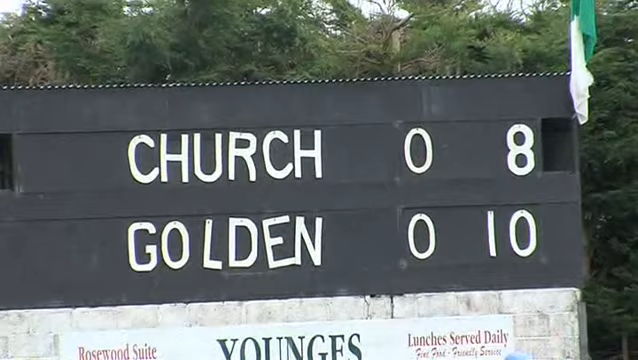 CHURCH 0 8
GOLDEN 0 10
Rosewood Suite YOUNGES Lunches Served Daily
Fine Food - Friendly Service